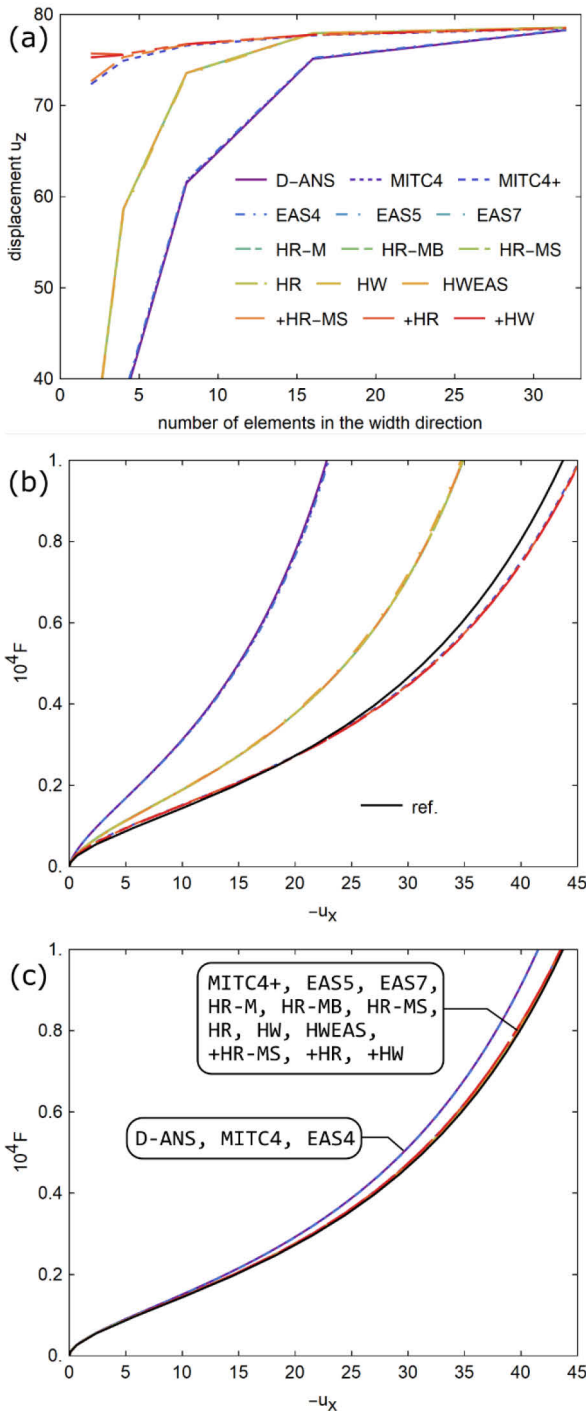 (a)
80
70
60
50
40
displacement uz
D-ANS MITC4 MITC4+
EAS4 EAS5 EAS7
HR-M HR-MB HR-MS
HR HW HWEAS
+HR-MS +HR +HW
0 5 10 15 20 25 30
number of elements in the width direction
(b)
1.
0.8
0.6
0.4
0.2
0.
10^4F
ref.
0 5 10 15 20 25 30 35 40 45
-ux
(c)
1.
0.8
0.6
0.4
0.2
0.
10^4F
MITC4+, EAS5, EAS7,
HR-M, HR-MB, HR-MS,
HR, HW, HWEAS,
+HR-MS, +HR, +HW
D-ANS, MITC4, EAS4
0 5 10 15 20 25 30 35 40 45
-ux